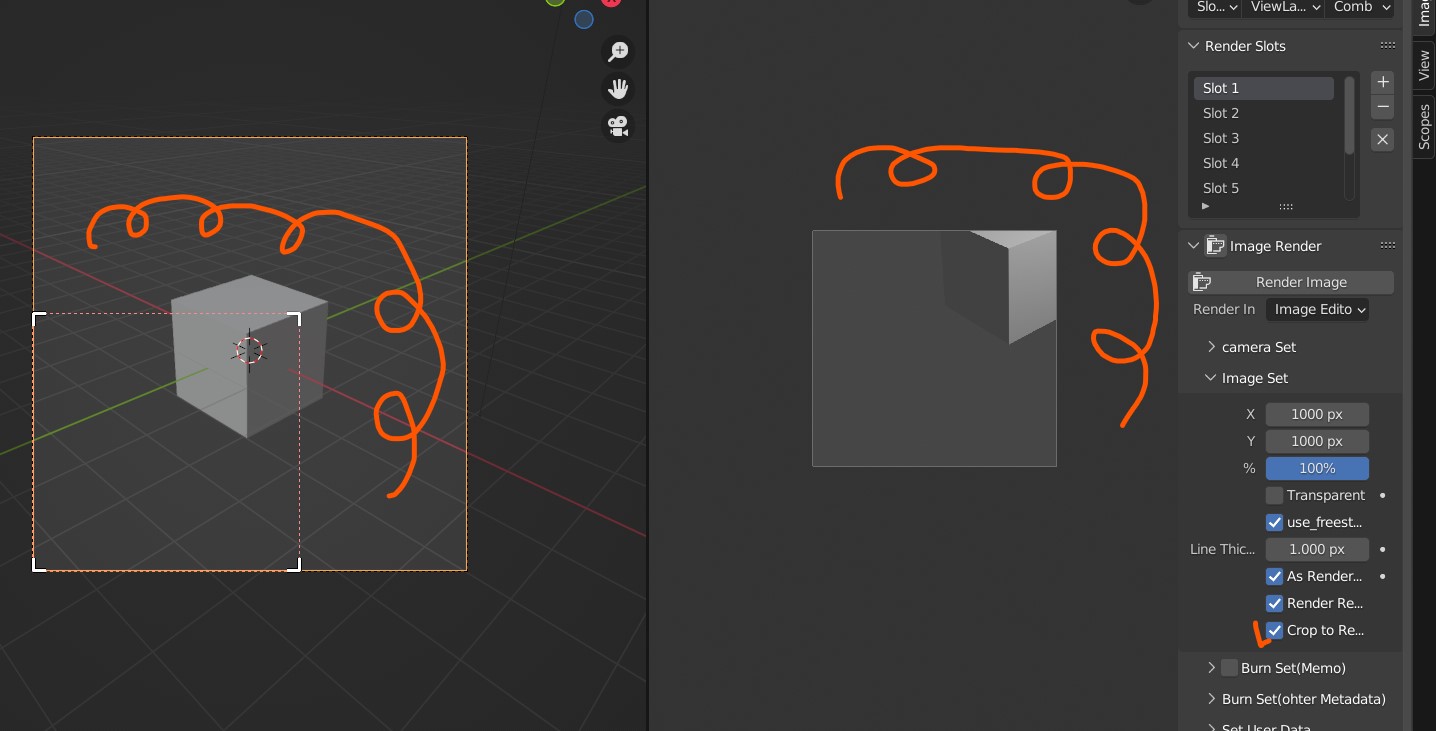 Slo... ViewLa... Comb
Render Slots
Slot 1
Slot 2
Slot 3
Slot 4
Slot 5
Image Render
Render Image
Render In Image Edito
camera Set
Image Set
X 1000 px
Y 1000 px
% 100%
Transparent
use_freest...
Line Thic... 1.000 px
As Render...
Render Re...
Crop to Re...
Burn Set(Memo)
Burn Set(ohter Metadata)
Set User Data
View
Scopes